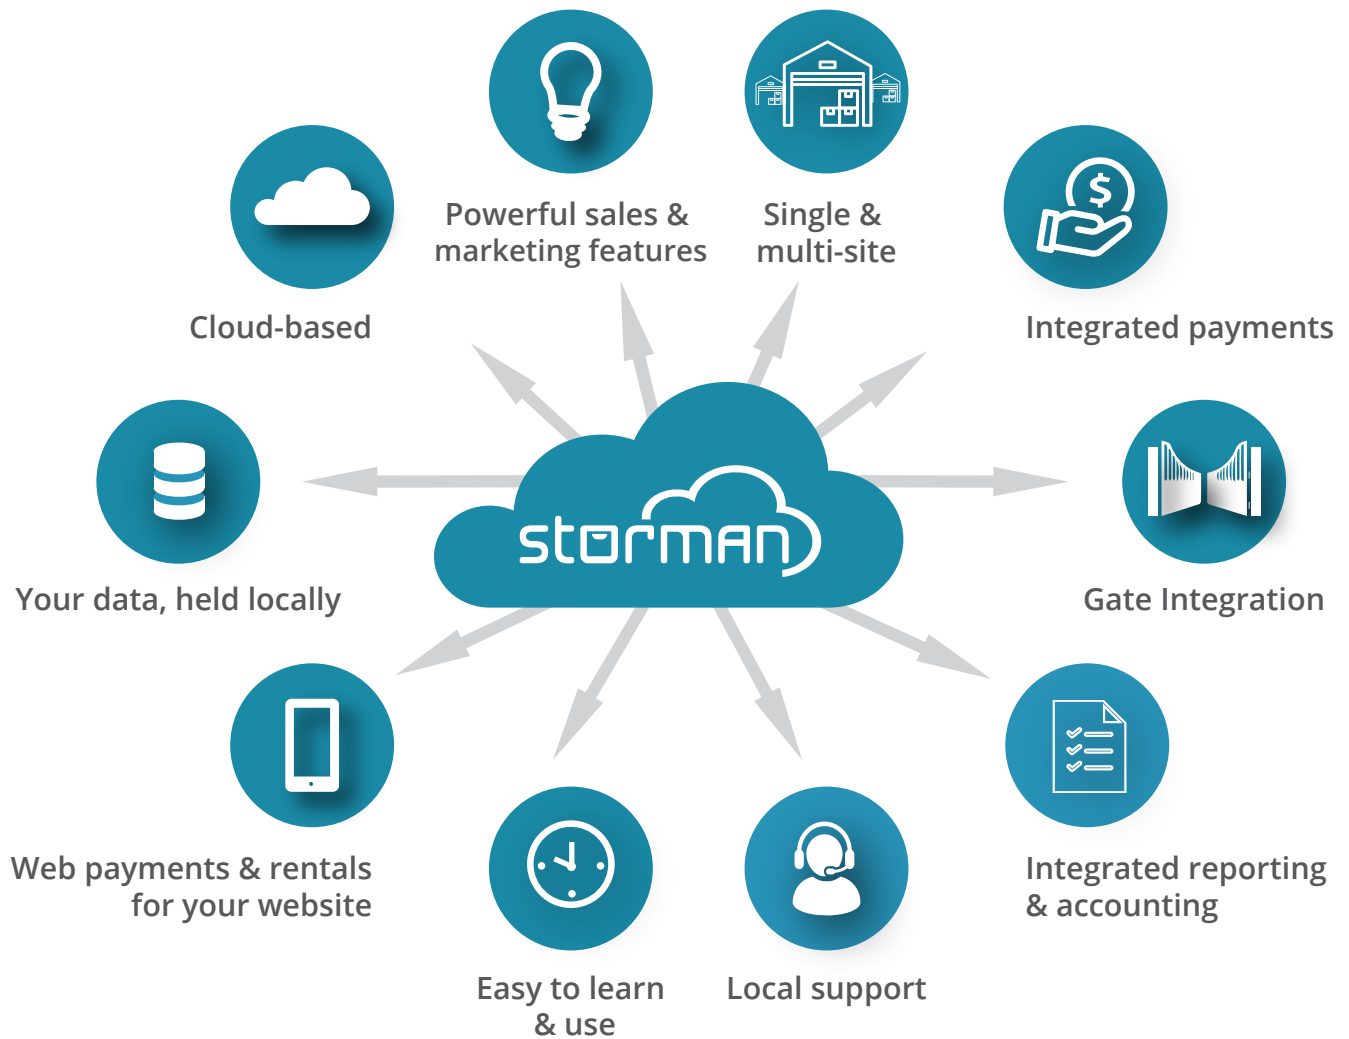 Powerful sales &
marketing features
Single &
multi-site
Cloud-based
Integrated payments
$
storman
Your data, held locally
Gate Integration
Web payments & rentals
for your website
Integrated reporting
& accounting
Easy to learn
& use
Local support